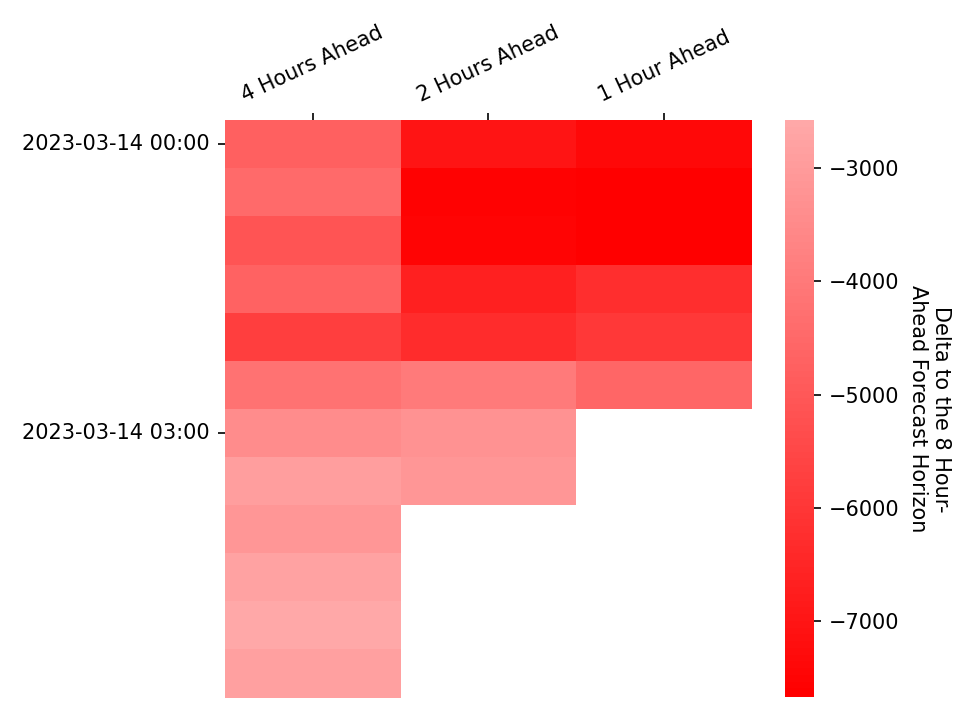 4 Hours Ahead
2 Hours Ahead
1 Hour Ahead
2023-03-14 00:00
2023-03-14 03:00
−3000
−4000
−5000
−6000
−7000
Delta to the 8 Hour-
Ahead Forecast Horizon